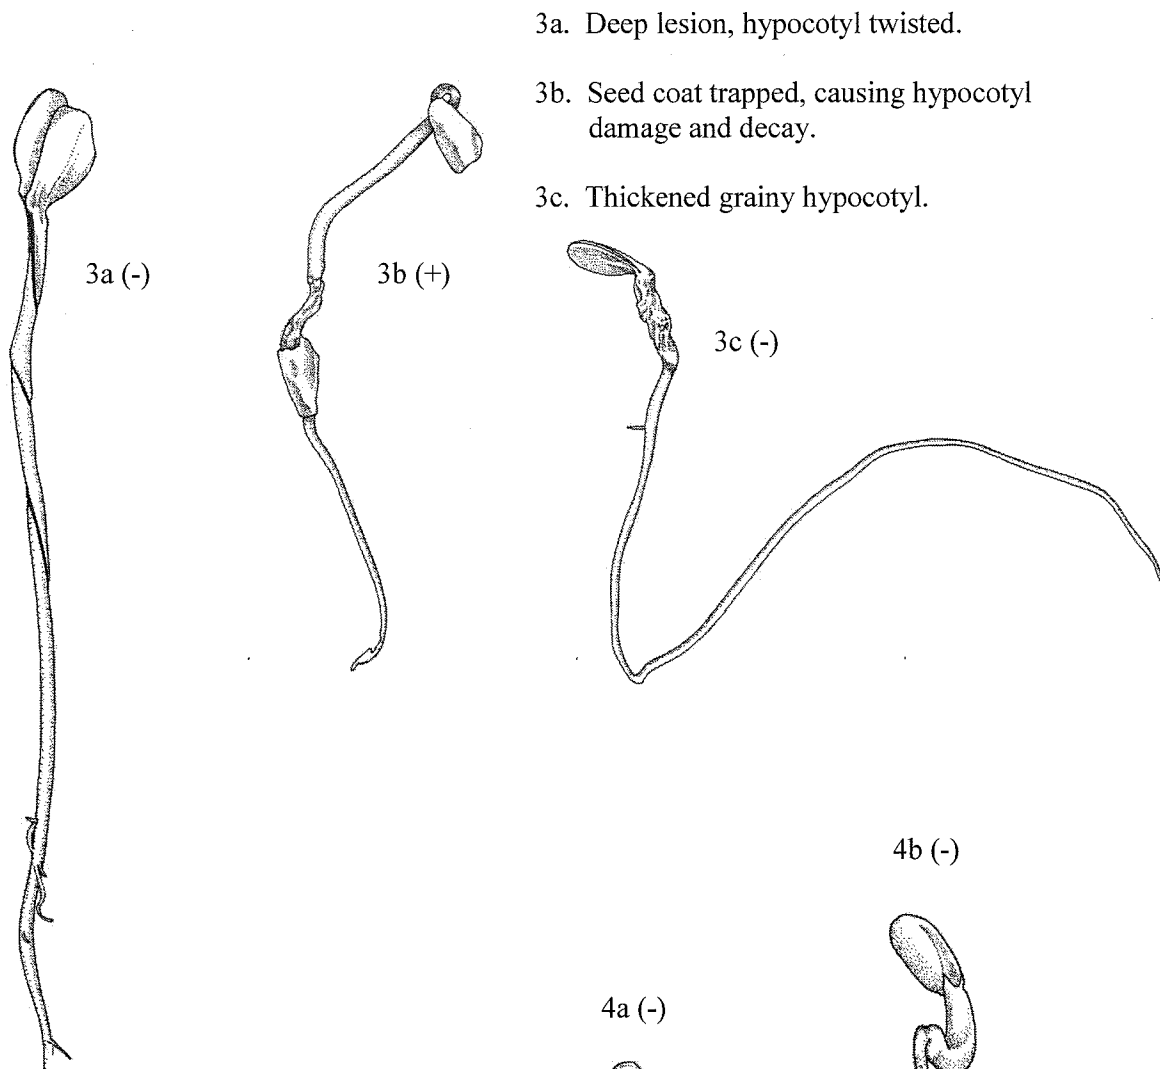 3a. Deep lesion, hypocotyl twisted.
3b. Seed coat trapped, causing hypocotyl
damage and decay.
3c. Thickened grainy hypocotyl.
3a (-)
3b (+)
3c (-)
4b (-)
4a (-)